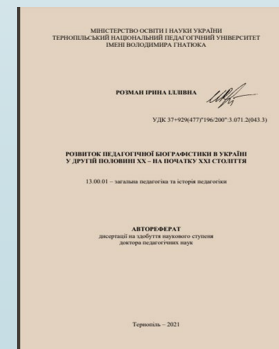 МІНІСТЕРСТВО ОСВІТИ І НАУКИ УКРАЇНИ
ТЕРНОПІЛЬСЬКИЙ НАЦІОНАЛЬНИЙ ПЕДАГОГІЧНИЙ УНІВЕРСИТЕТ
ІМЕНІ ВОЛОДИМИРА ГНАТЮКА
РОЗМАН ІРИНА ІЛЛІВНА
УДК 37+929(477)"196/200":3.071.2(043.3)
РОЗВИТОК ПЕДАГОГІЧНОЇ БІОГРАФІСТИКИ В УКРАЇНІ
У ДРУГІЙ ПОЛОВИНІ ХХ – НА ПОЧАТКУ ХХІ СТОЛІТТЯ
13.00.01 – загальна педагогіка та історія педагогіки
АВТОРЕФЕРАТ
дисертації на здобуття наукового ступеня
доктора педагогічних наук
Тернопіль – 2021